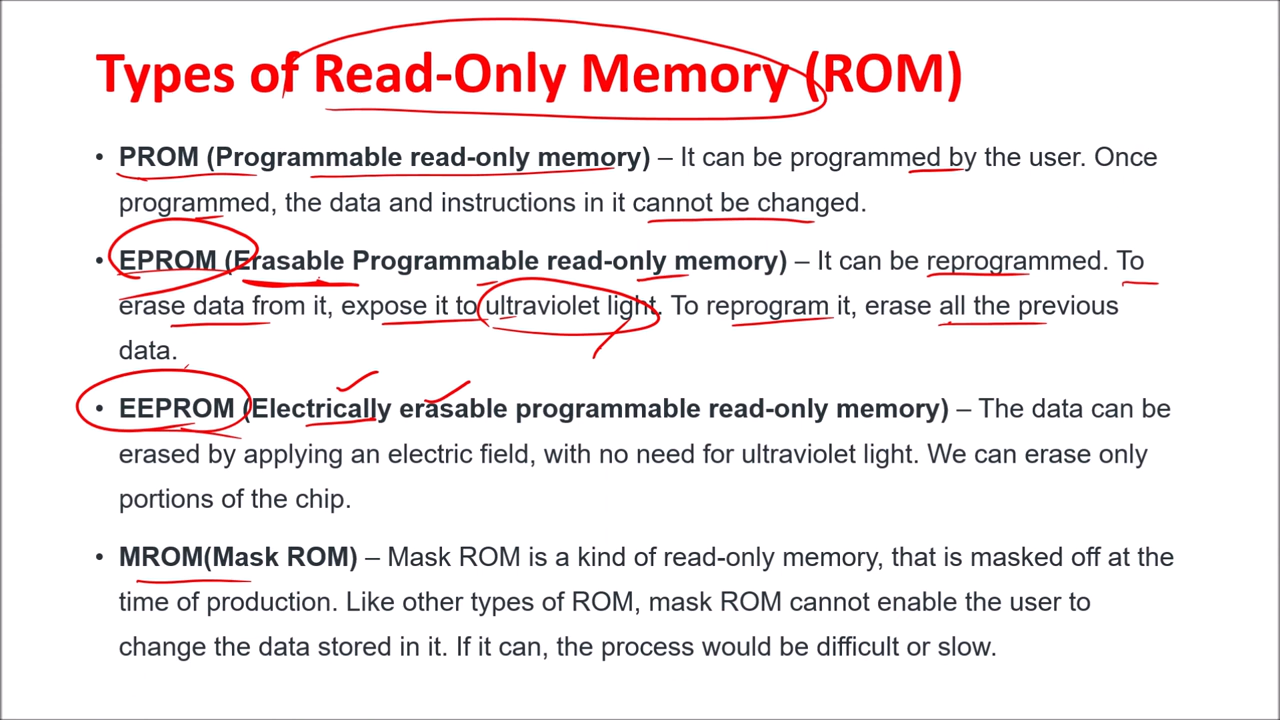 Types of Read-Only Memory (ROM)
• PROM (Programmable read-only memory) – It can be programmed by the user. Once
programmed, the data and instructions in it cannot be changed.
• EPROM (Erasable Programmable read-only memory) – It can be reprogrammed. To
erase data from it, expose it to ultraviolet light. To reprogram it, erase all the previous
data.
• EEPROM (Electrically erasable programmable read-only memory) – The data can be
erased by applying an electric field, with no need for ultraviolet light. We can erase only
portions of the chip.
• MROM(Mask ROM) – Mask ROM is a kind of read-only memory, that is masked off at the
time of production. Like other types of ROM, mask ROM cannot enable the user to
change the data stored in it. If it can, the process would be difficult or slow.